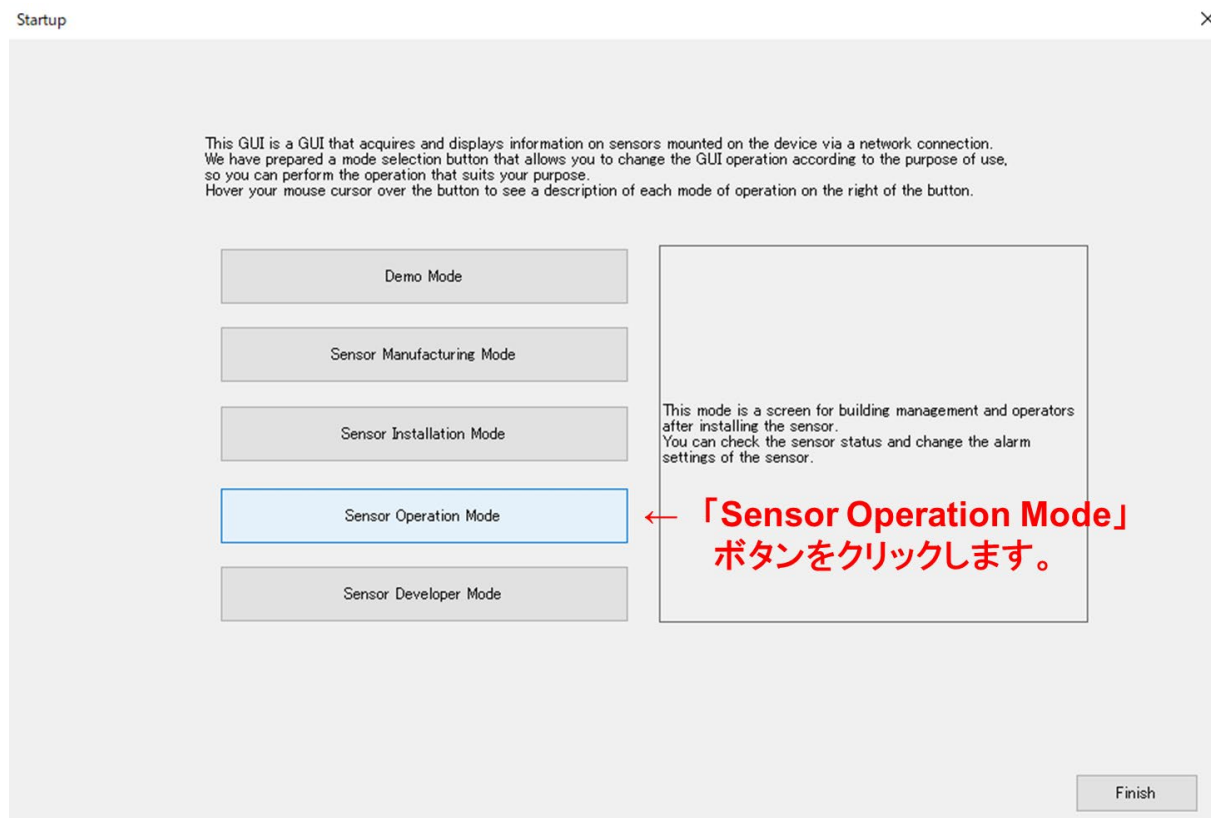 Startup
This GUI is a GUI that acquires and displays information on sensors mounted on the device via a network connection.
We have prepared a mode selection button that allows you to change the GUI operation according to the purpose of use,
so you can perform the operation that suits your purpose.
Hover your mouse cursor over the button to see a description of each mode of operation on the right of the button.
Demo Mode
Sensor Manufacturing Mode
Sensor Installation Mode
This mode is a screen for building management and operators
after installing the sensor.
You can check the sensor status and change the alarm
settings of the sensor.
Sensor Operation Mode
← 「Sensor Operation Mode」
ボタンをクリックします。
Sensor Developer Mode
Finish